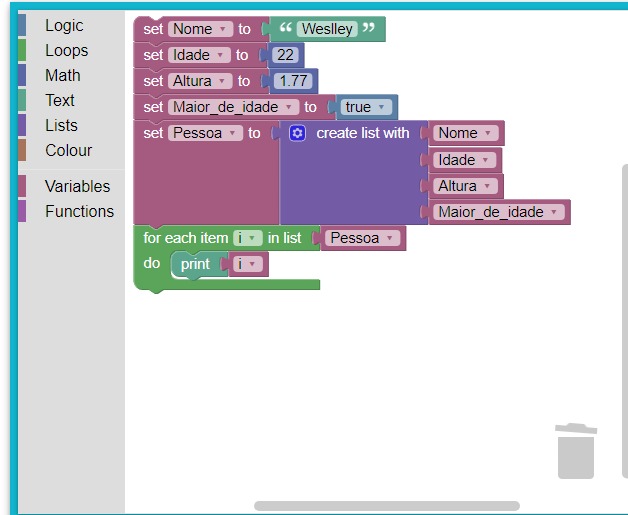 Logic
Loops
Math
Text
Lists
Colour
Variables
Functions
set Nome to “ Weslley ”
set Idade to 22
set Altura to 1.77
set Maior_de_idade to true
set Pessoa to create list with Nome
Idade
Altura
Maior_de_idade
for each item i in list Pessoa
do print i